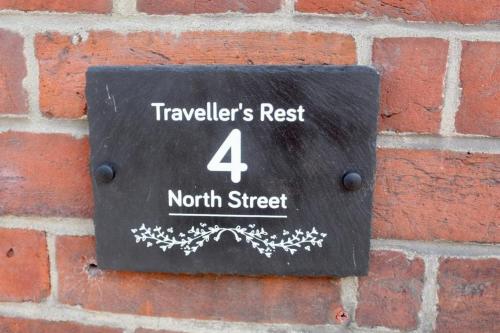 Traveller's Rest
4
North Street